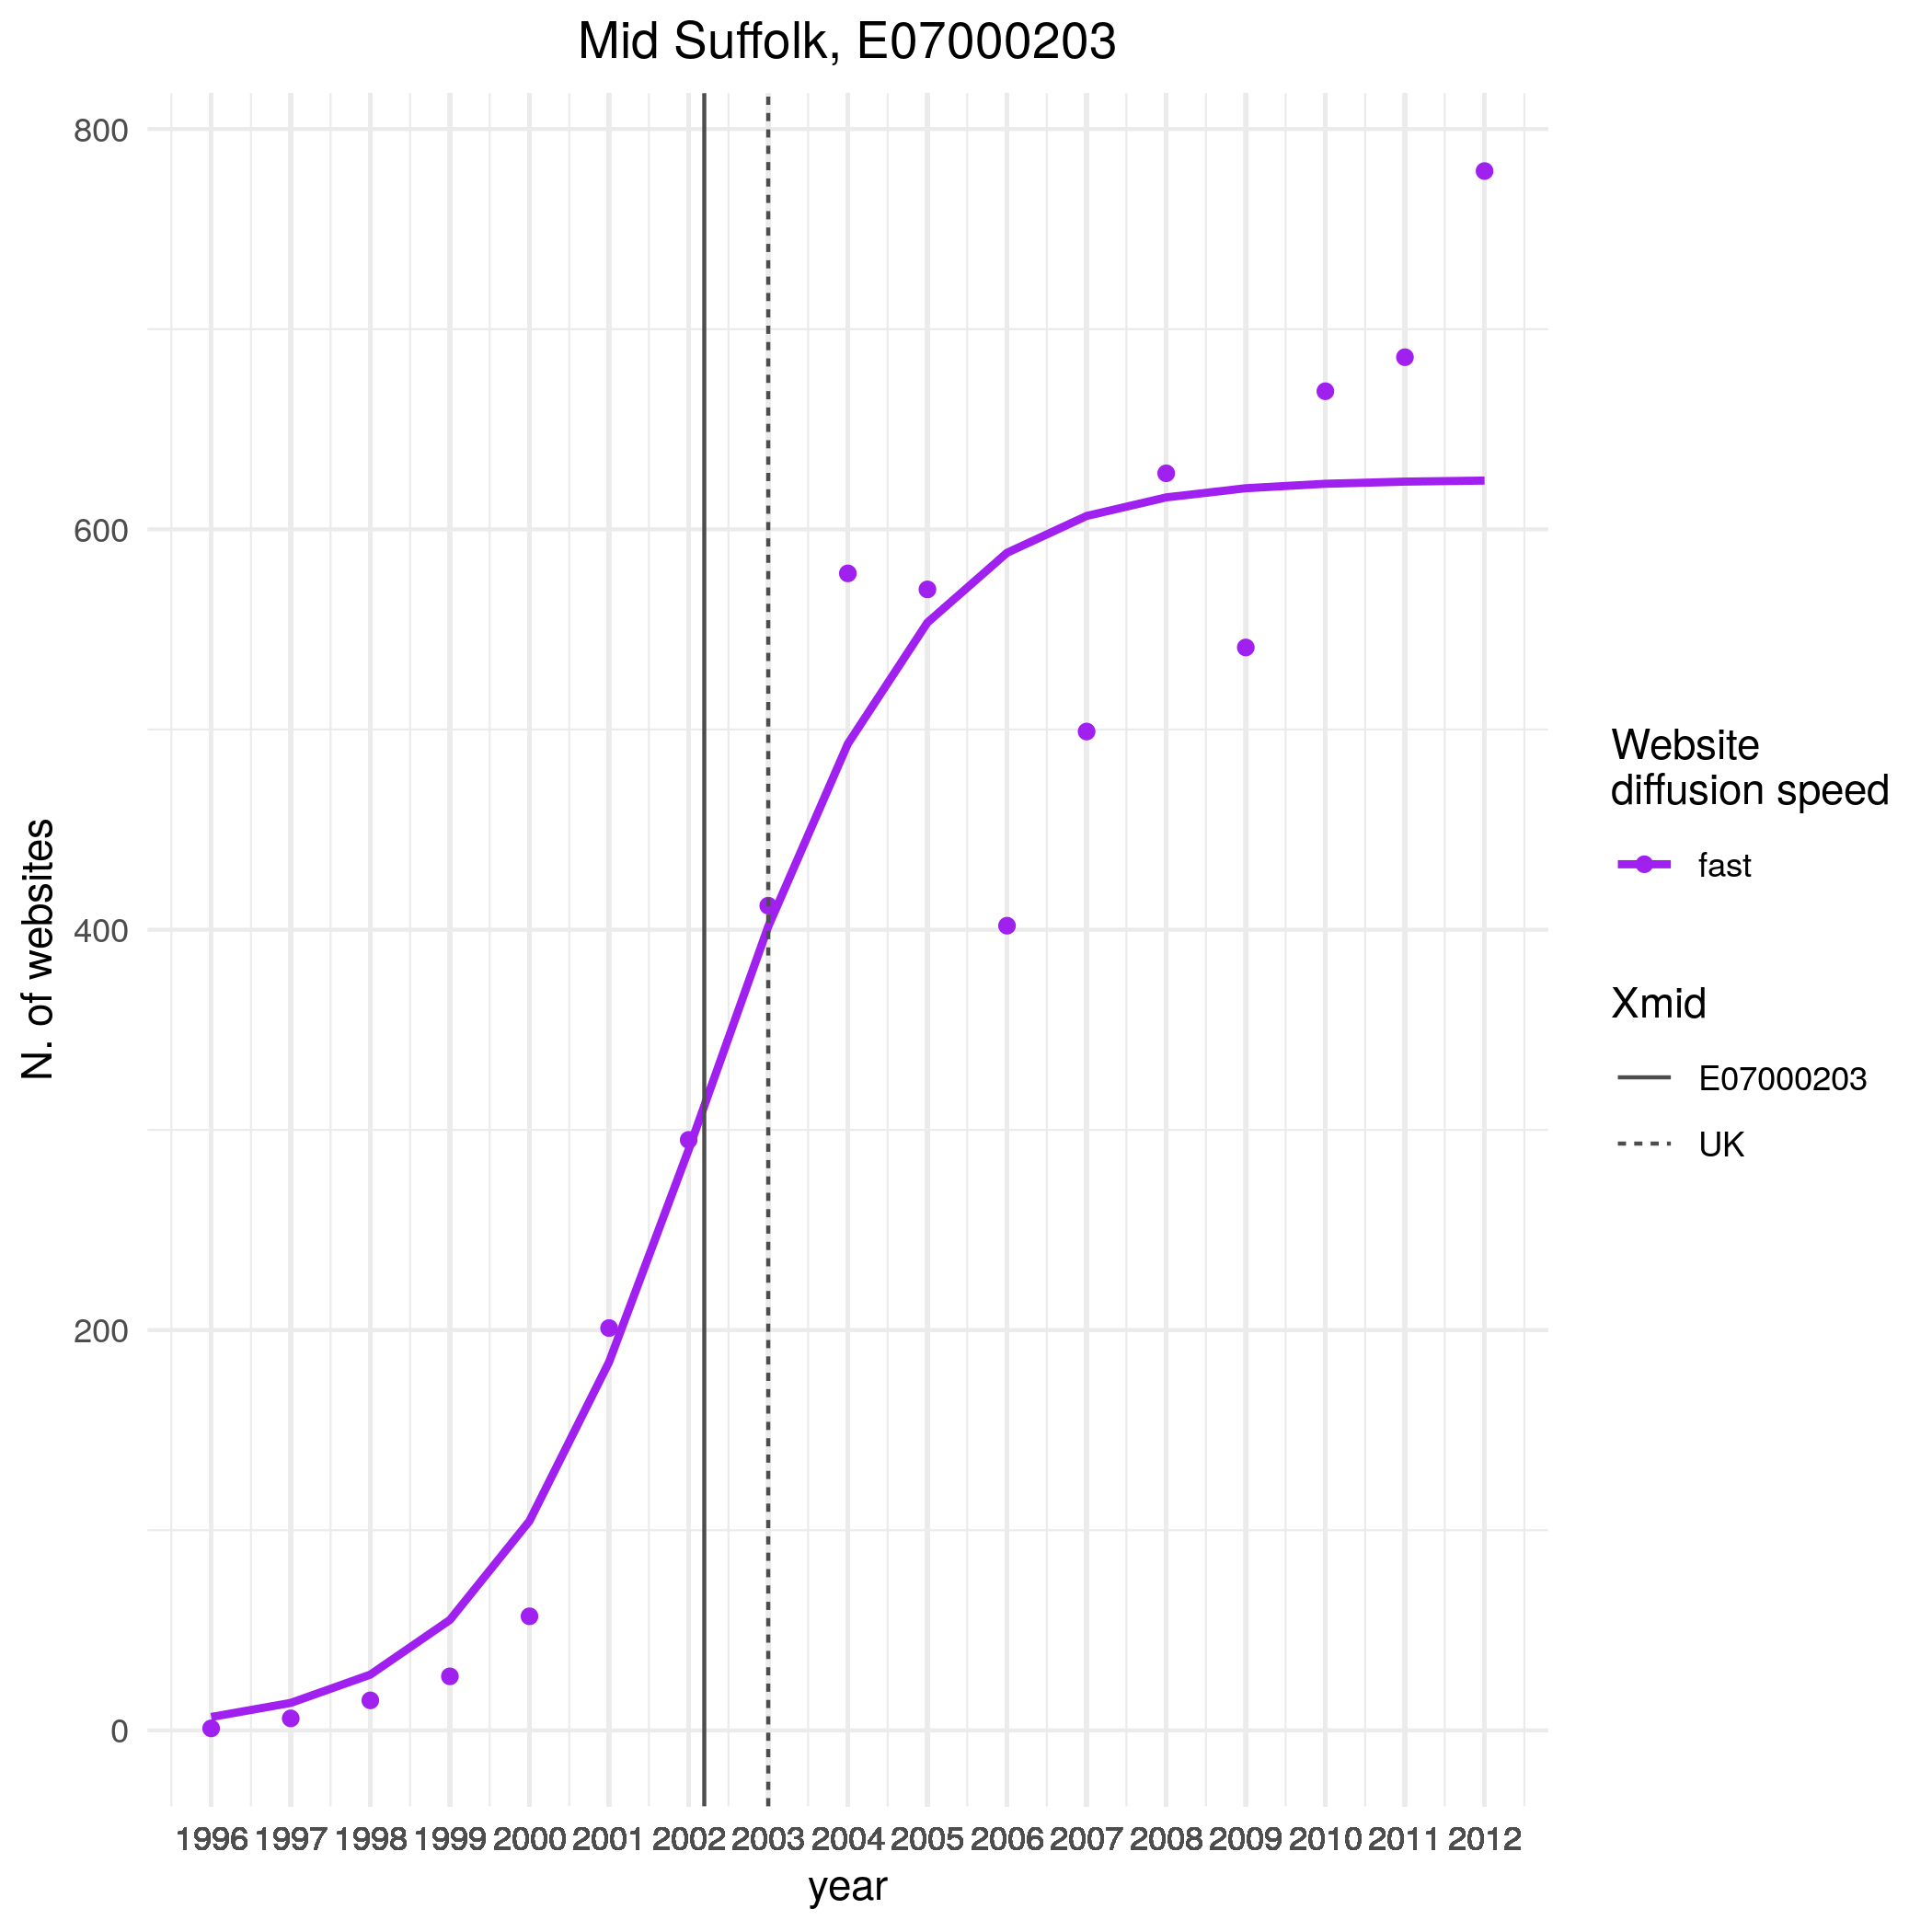 Mid Suffolk, E07000203
800
600
400
200
0
N. of websites
1996 1997 1998 1999 2000 2001 2002 2003 2004 2005 2006 2007 2008 2009 2010 2011 2012
year
Website
diffusion speed
fast
Xmid
E07000203
UK